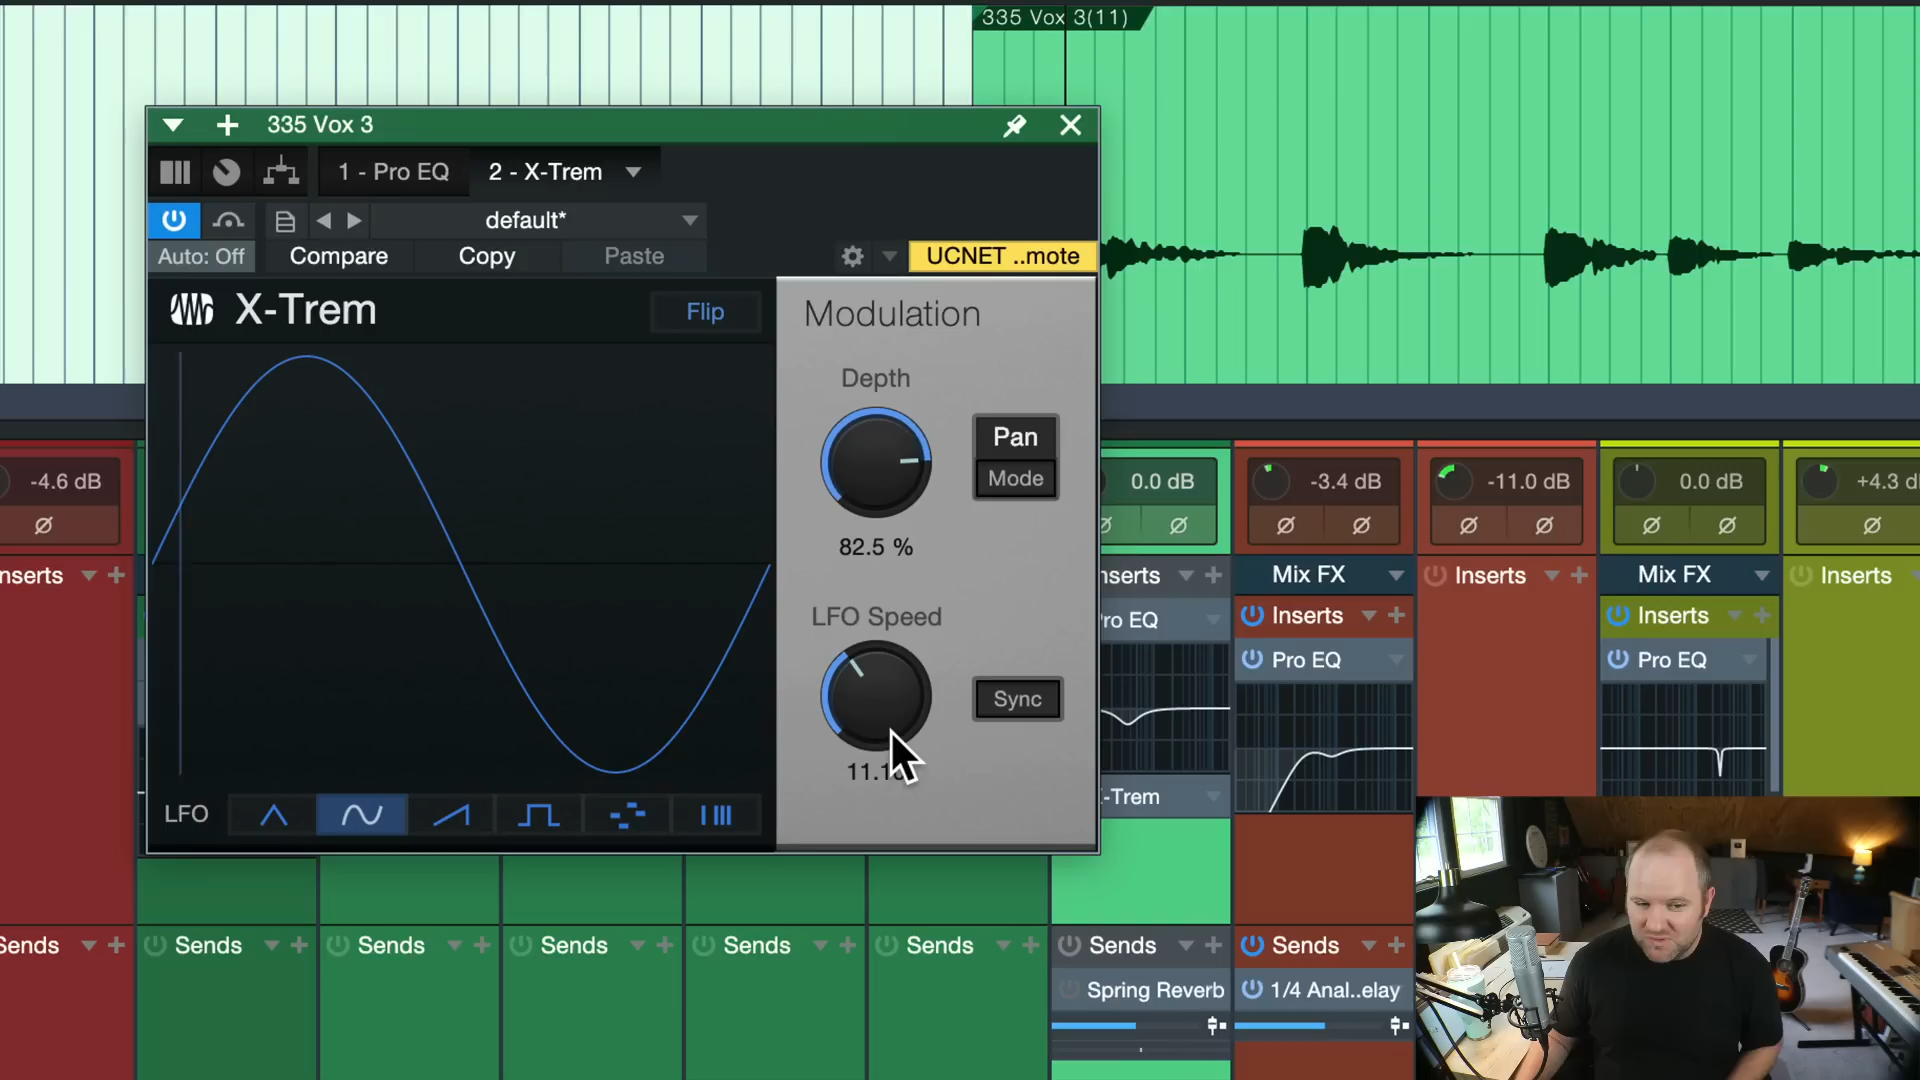 335 Vox 3(11)
335 Vox 3
1 - Pro EQ
2 - X-Trem
default*
Auto: Off
Compare
Copy
Paste
UCNET ..mote
X-Trem
Flip
Modulation
Depth
Pan
Mode
82.5 %
LFO Speed
Sync
LFO
-4.6 dB
0.0 dB
-3.4 dB
-11.0 dB
0.0 dB
+4.3 d
nserts
nserts
Mix FX
Inserts
Mix FX
Inserts
Pro EQ
Inserts
Inserts
Pro EQ
Pro EQ
-Trem
Sends
Sends
Sends
Sends
Sends
Sends
Sends
Sends
Spring Reverb
1/4 Anal..elay